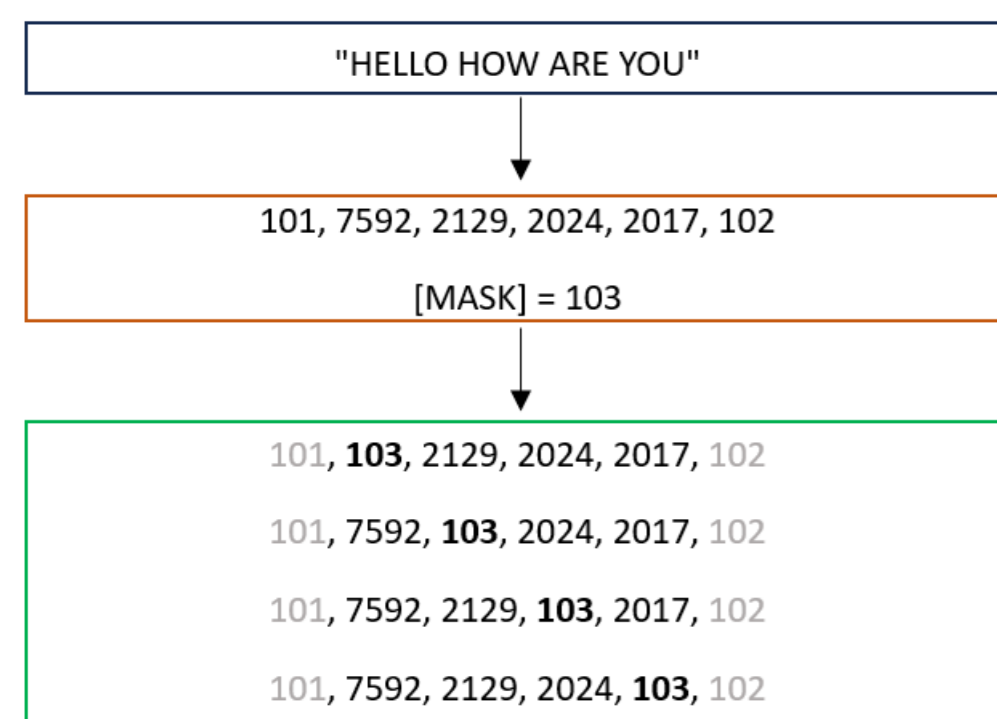 "HELLO HOW ARE YOU"
101, 7592, 2129, 2024, 2017, 102
[MASK] = 103
101, 103, 2129, 2024, 2017, 102
101, 7592, 103, 2024, 2017, 102
101, 7592, 2129, 103, 2017, 102
101, 7592, 2129, 2024, 103, 102